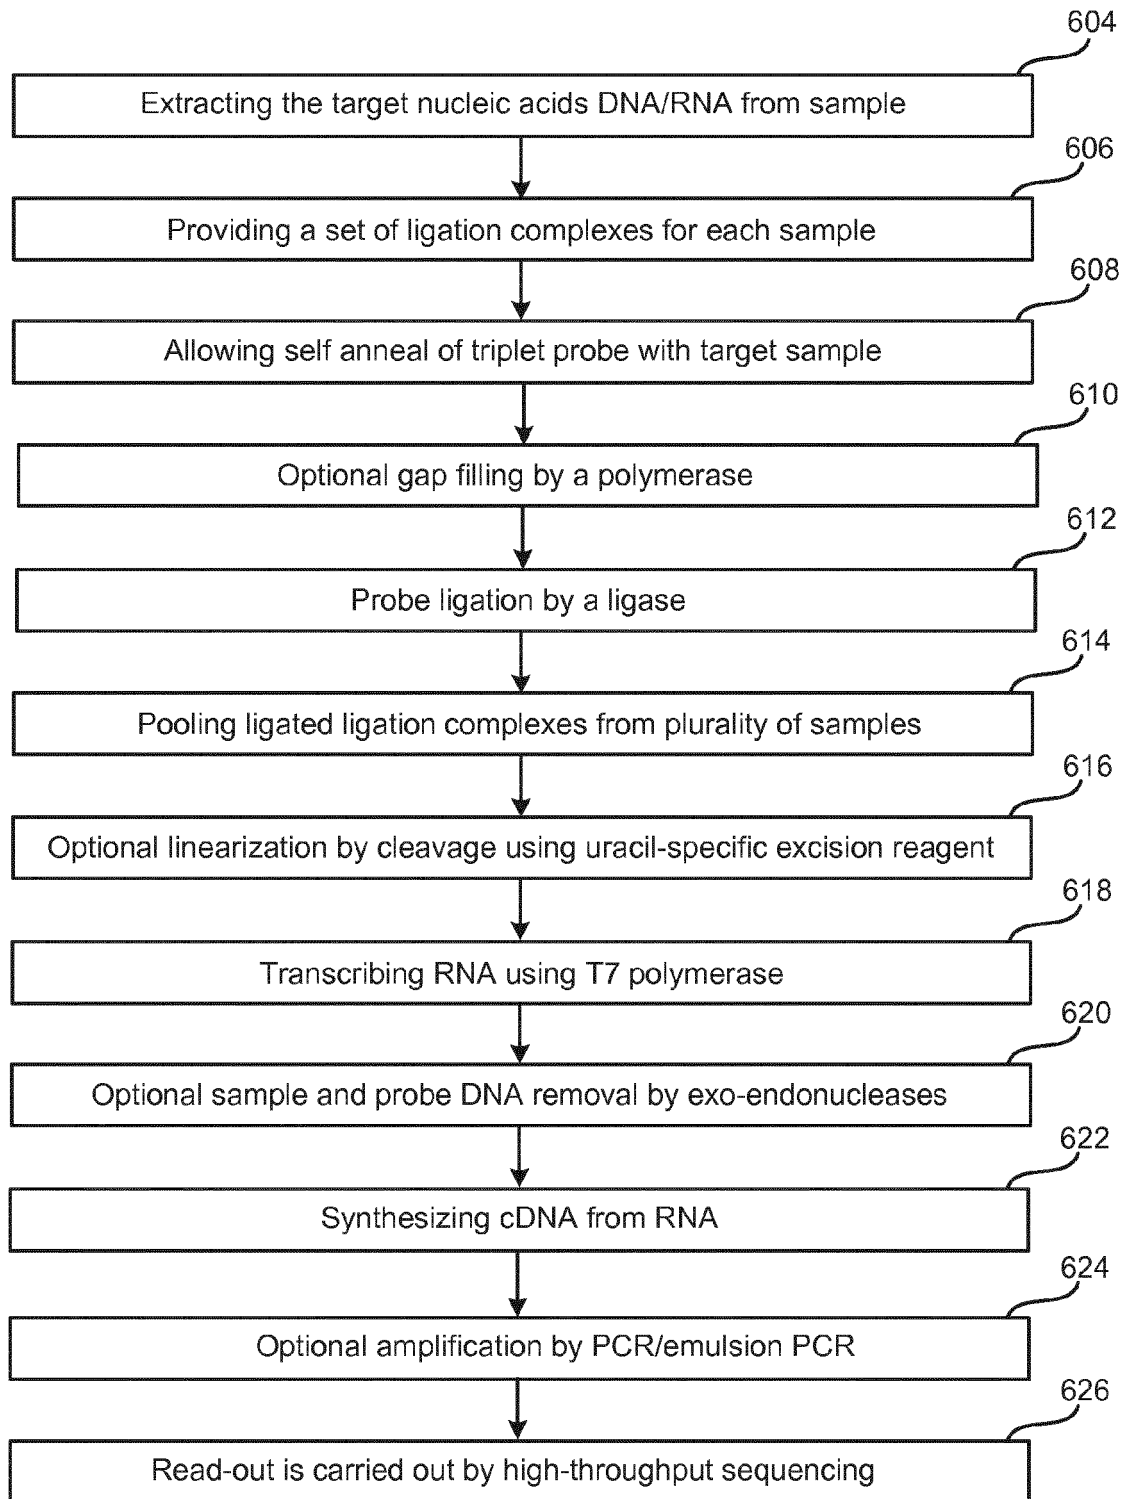 604
Extracting the target nucleic acids DNA/RNA from sample
606
Providing a set of ligation complexes for each sample
608
Allowing self anneal of triplet probe with target sample
610
Optional gap filling by a polymerase
612
Probe ligation by a ligase
614
Pooling ligated ligation complexes from plurality of samples
616
Optional linearization by cleavage using uracil-specific excision reagent
618
Transcribing RNA using T7 polymerase
620
Optional sample and probe DNA removal by exo-endonucleases
622
Synthesizing cDNA from RNA
624
Optional amplification by PCR/emulsion PCR
626
Read-out is carried out by high-throughput sequencing